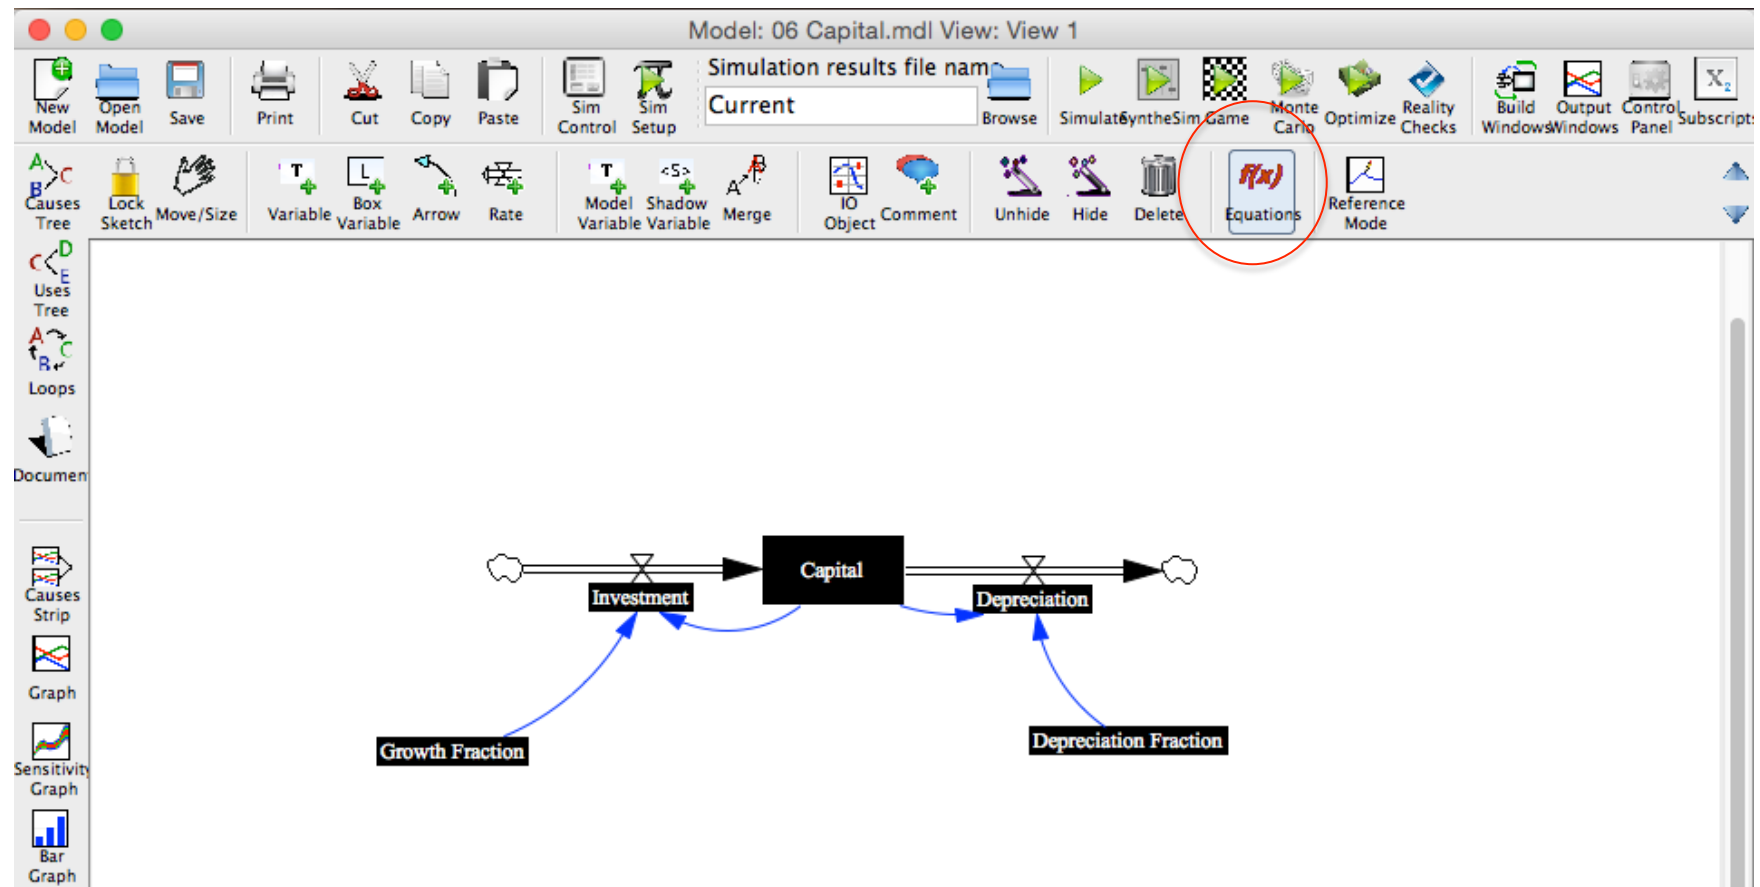 Model: 06 Capital.mdl View: View 1
New Model
Open Model
Save
Print
Cut
Copy
Paste
Sim Control
Sim Setup
Simulation results file nam
Current
Browse
Simulate
SyntheSim
Game
Monte Carlo
Optimize
Reality Checks
Build Windows
Output Windows
Control Panel
X2
Subscripts
A B C
Causes Tree
Lock Sketch
Move/Size
T
Variable
L
Box Variable
Arrow
Rate
T
Model Variable
<S>
Shadow Variable
A B
Merge
IO Object
Comment
Unhide
Hide
Delete
f(x)
Equations
Reference Mode
C D E
Uses Tree
A B C
Loops
Documen
Causes Strip
Graph
Sensitivity Graph
Bar Graph
Capital
Investment
Depreciation
Growth Fraction
Depreciation Fraction